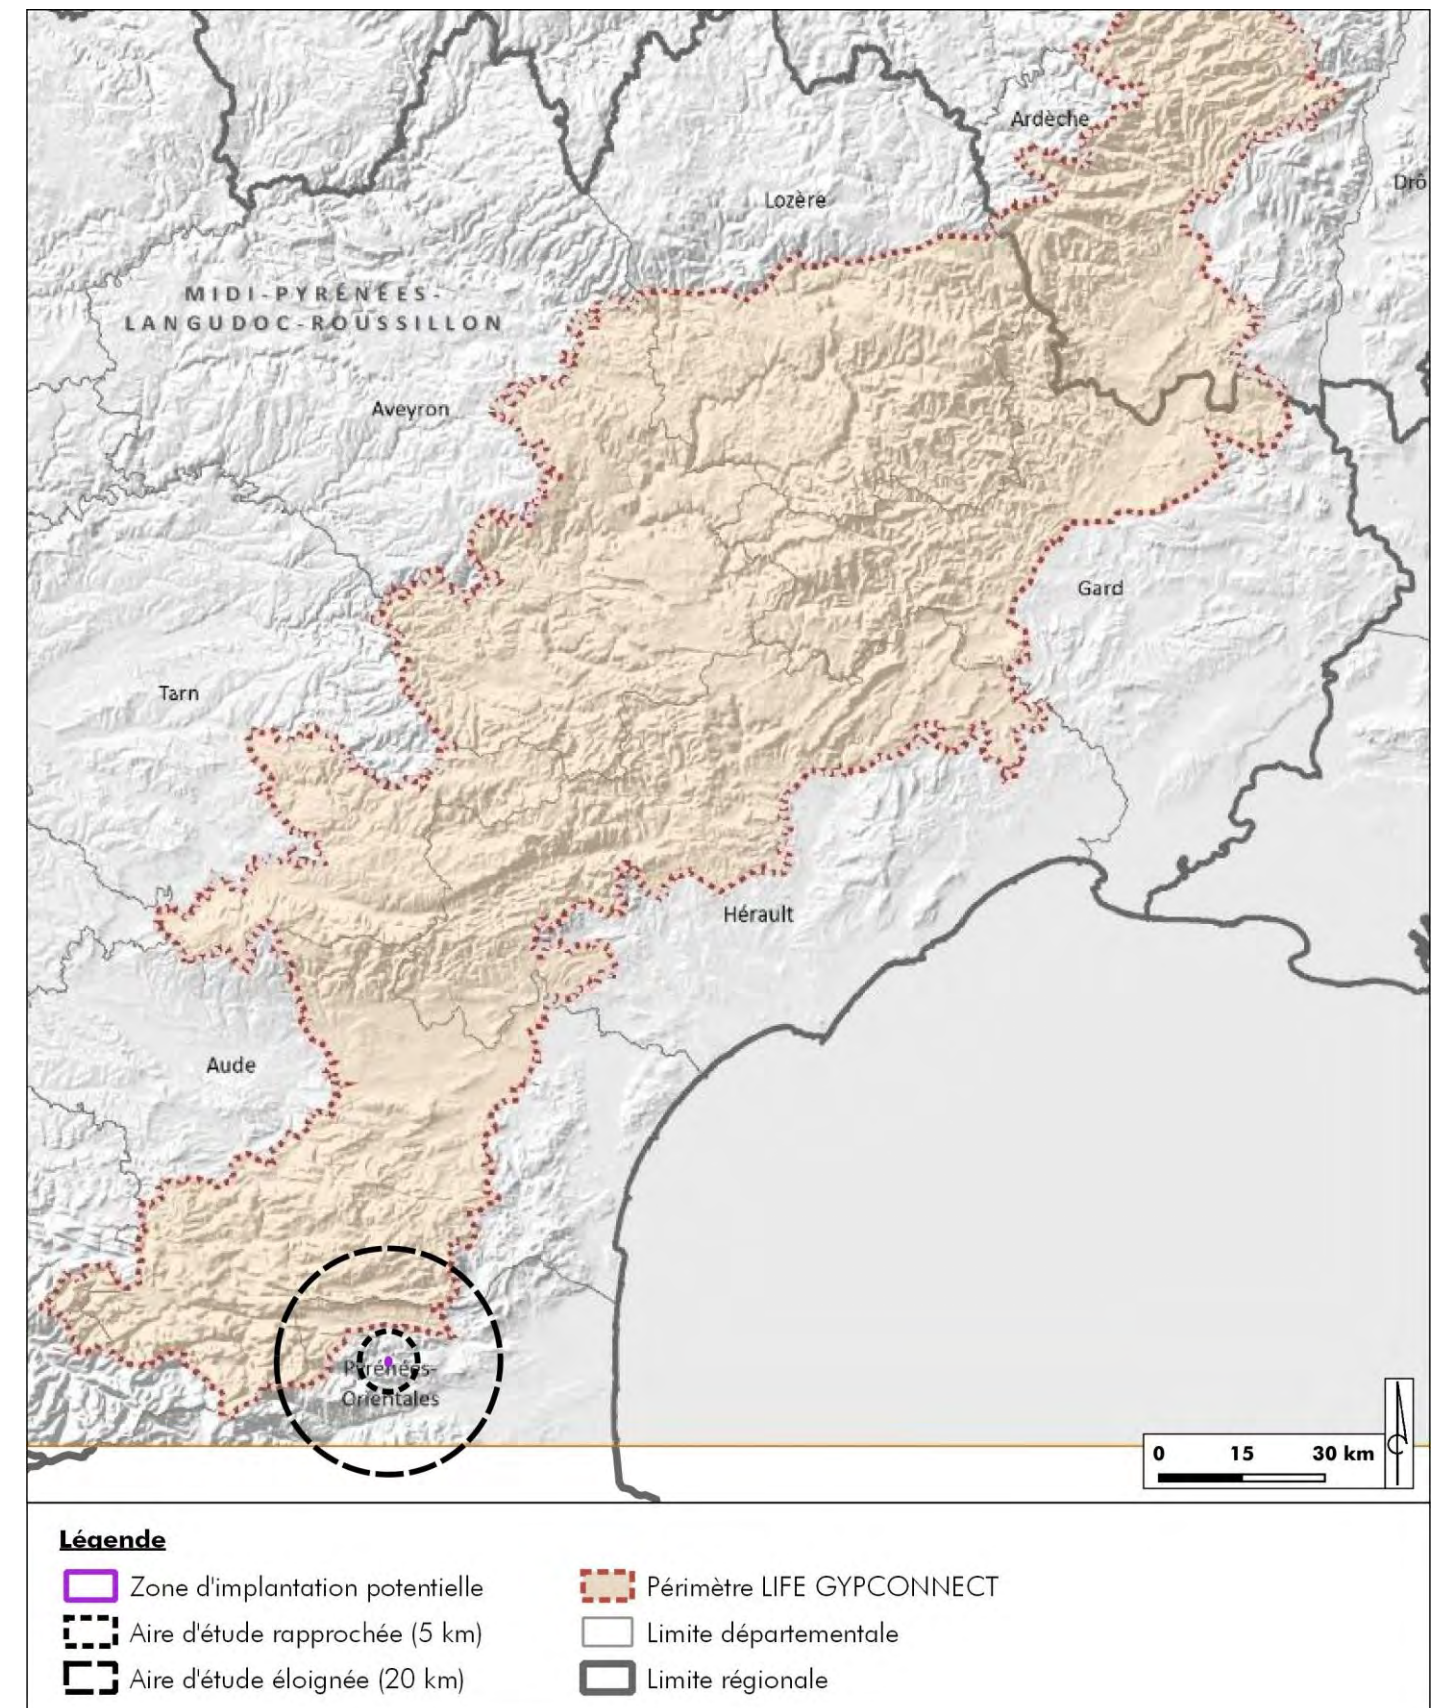 Ardèche
Drô
Lozère
MIDI-PYRÉNÉES-
LANGUDOC-ROUSSILLON
Aveyron
Gard
Tarn
Hérault
Aude
Pyrénées-
Orientales
0 15 30 km
Légende
Zone d'implantation potentielle
Aire d'étude rapprochée (5 km)
Aire d'étude éloignée (20 km)
Périmètre LIFE GYPCONNECT
Limite départementale
Limite régionale